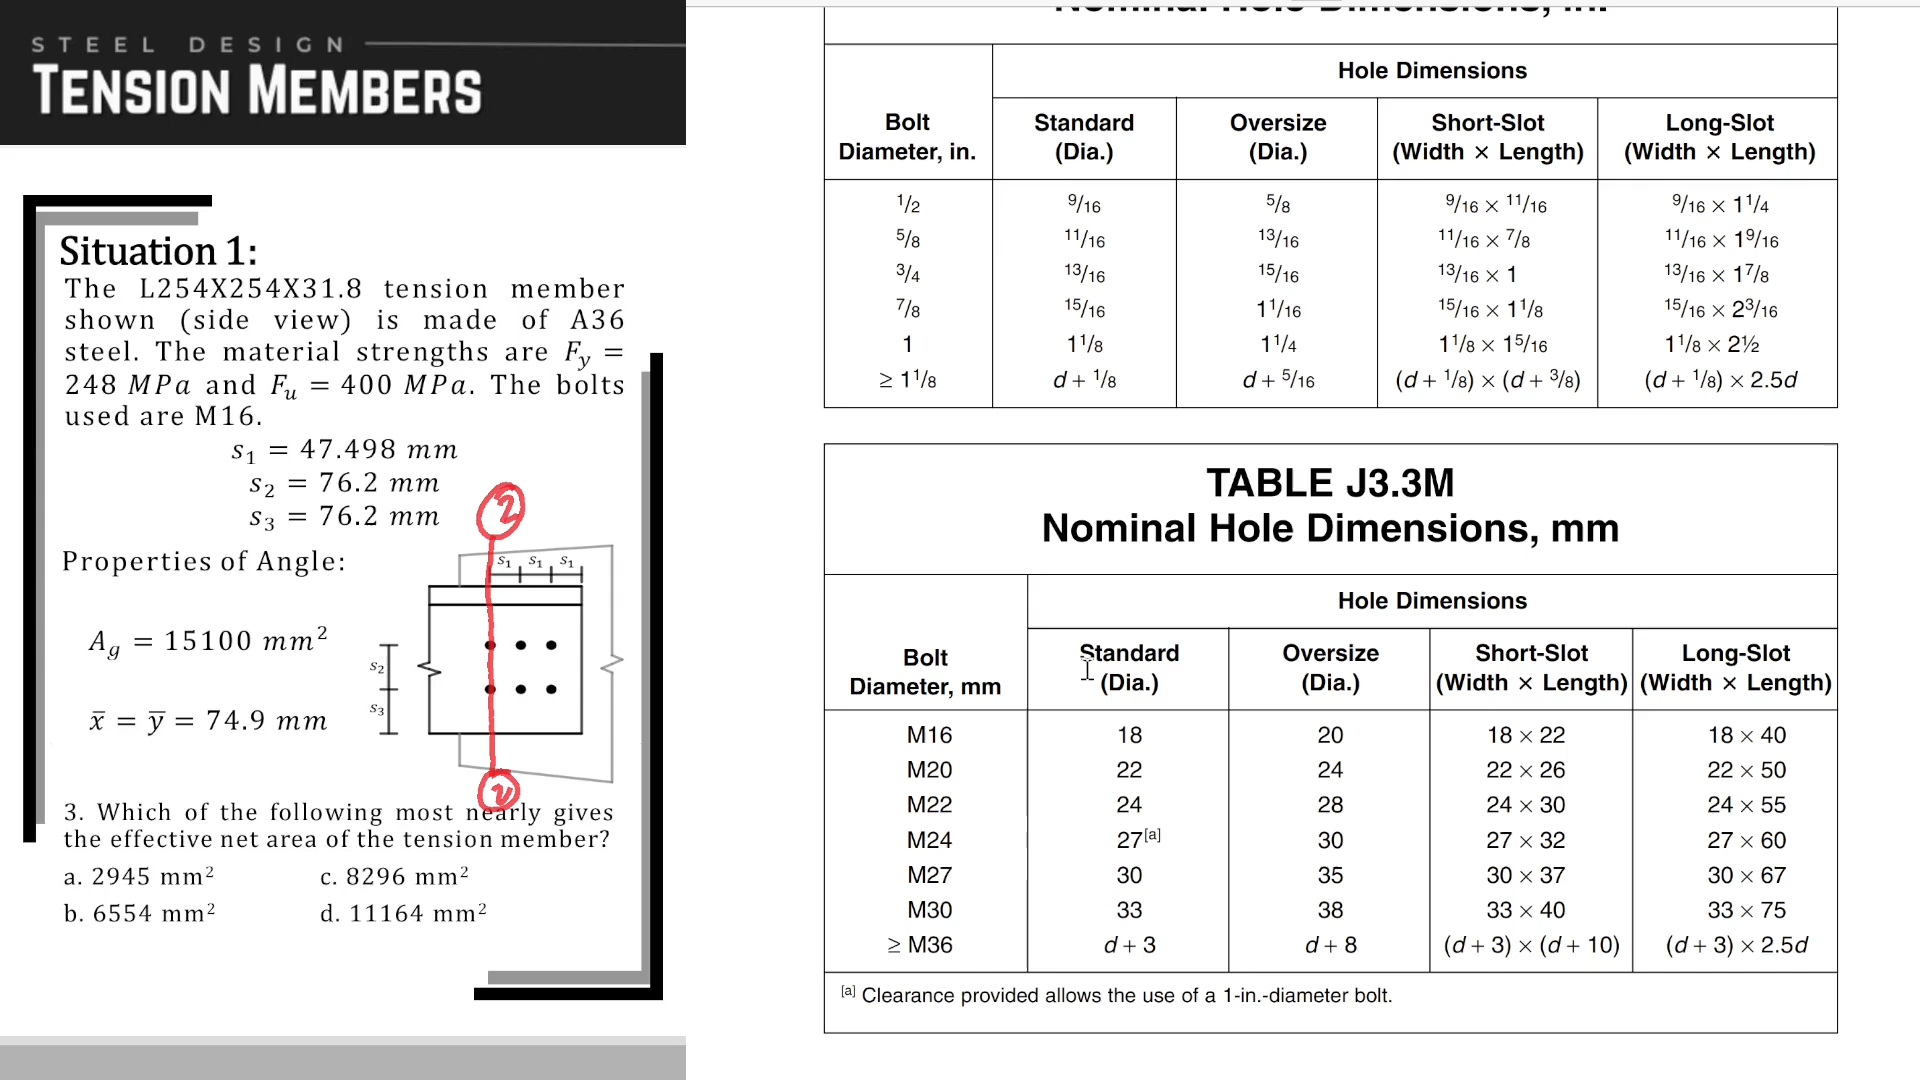 STEEL DESIGN
TENSION MEMBERS
Situation 1:
The L254X254X31.8 tension member
shown (side view) is made of A36
steel. The material strengths are F_y =
248 MPa and F_u = 400 MPa. The bolts
used are M16.
s_1 = 47.498 mm
s_2 = 76.2 mm
s_3 = 76.2 mm
2
Properties of Angle:
s_1 s_1 s_1
A_g = 15100 mm²
s_2
s_3
x̅ = y̅ = 74.9 mm
3. Which of the following most nearly gives
the effective net area of the tension member?
a. 2945 mm² c. 8296 mm²
b. 6554 mm² d. 11164 mm²
Hole Dimensions
Bolt Diameter, in. Standard (Dia.) Oversize (Dia.) Short-Slot (Width × Length) Long-Slot (Width × Length)
1/2 9/16 5/8 9/16 × 11/16 9/16 × 1 1/4
5/8 11/16 13/16 11/16 × 7/8 11/16 × 1 9/16
3/4 13/16 15/16 13/16 × 1 13/16 × 1 7/8
7/8 15/16 1 1/16 15/16 × 1 1/8 15/16 × 2 3/16
1 1 1/8 1 1/4 1 1/8 × 1 5/16 1 1/8 × 2½
≥ 1 1/8 d + 1/8 d + 5/16 (d + 1/8) × (d + 3/8) (d + 1/8) × 2.5d
TABLE J3.3M
Nominal Hole Dimensions, mm
Hole Dimensions
Bolt Diameter, mm Standard (Dia.) Oversize (Dia.) Short-Slot (Width × Length) Long-Slot (Width × Length)
M16 18 20 18 × 22 18 × 40
M20 22 24 22 × 26 22 × 50
M22 24 28 24 × 30 24 × 55
M24 27[a] 30 27 × 32 27 × 60
M27 30 35 30 × 37 30 × 67
M30 33 38 33 × 40 33 × 75
≥ M36 d + 3 d + 8 (d + 3) × (d + 10) (d + 3) × 2.5d
[a] Clearance provided allows the use of a 1-in.-diameter bolt.